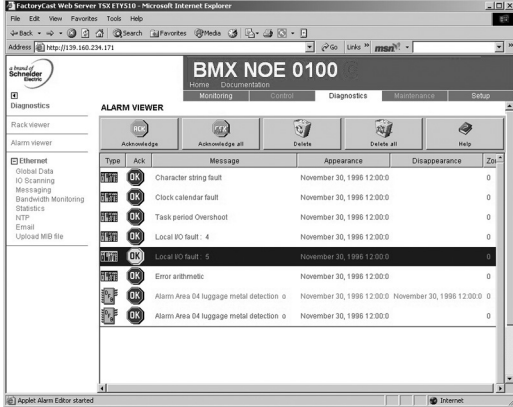 FactoryCast Web Server TSX ETY510 - Microsoft Internet Explorer
File Edit View Favorites Tools Help
Back Search Favorites Media
Address http://139.160.234.171 Go Links msn
a brand of
Schneider
Electric
BMX NOE 0100
Home Documentation
Monitoring Control Diagnostics Maintenance Setup
Diagnostics
Rack viewer
Alarm viewer
Ethernet
Global Data
IO Scanning
Messaging
Bandwidth Monitoring
Statistics
NTP
Email
Upload MIB file
ALARM VIEWER
ACK
Acknowledge Acknowledge all Delete Delete all Help
Type Ack Message Appearance Disappearance Zo
OK Character string fault November 30, 1996 12:00:0 0
OK Clock calendar fault November 30, 1996 12:00:0 0
OK Task period Overshoot November 30, 1996 12:00:0 0
OK Local I/O fault : 4 November 30, 1996 12:00:0 0
OK Local I/O fault : 5 November 30, 1996 12:00:0 0
OK Error arithmetic November 30, 1996 12:00:0 0
OK Alarm Area 04 luggage metal detection o November 30, 1996 12:00:0 November 30, 1996 12:00:0 0
OK Alarm Area 04 luggage metal detection o November 30, 1996 12:00:0 0
Applet Alarm Editor started Internet